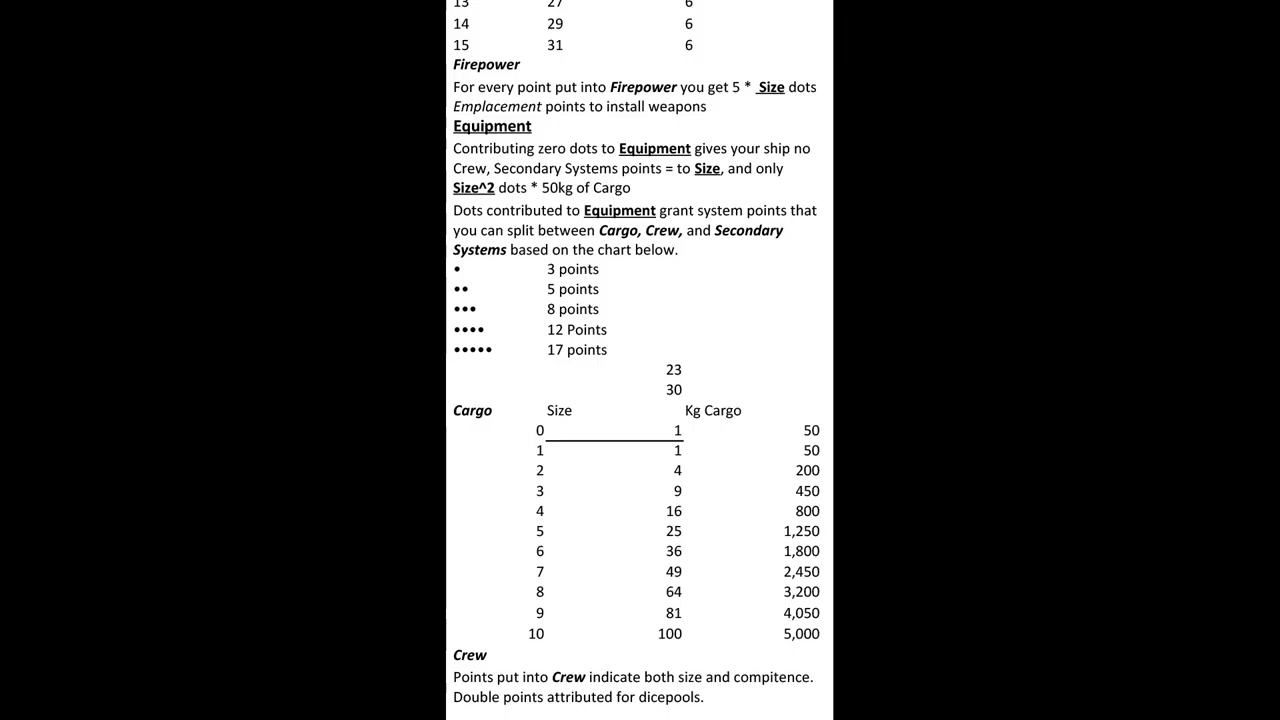 13 27 6
14 29 6
15 31 6
Firepower
For every point put into Firepower you get 5 * Size dots
Emplacement points to install weapons
Equipment
Contributing zero dots to Equipment gives your ship no
Crew, Secondary Systems points = to Size, and only
Size^2 dots * 50kg of Cargo
Dots contributed to Equipment grant system points that
you can split between Cargo, Crew, and Secondary
Systems based on the chart below.
• 3 points
•• 5 points
••• 8 points
•••• 12 Points
••••• 17 points
23
30
Cargo Size Kg Cargo
0 1 50
1 1 50
2 4 200
3 9 450
4 16 800
5 25 1,250
6 36 1,800
7 49 2,450
8 64 3,200
9 81 4,050
10 100 5,000
Crew
Points put into Crew indicate both size and compitence.
Double points attributed for dicepools.